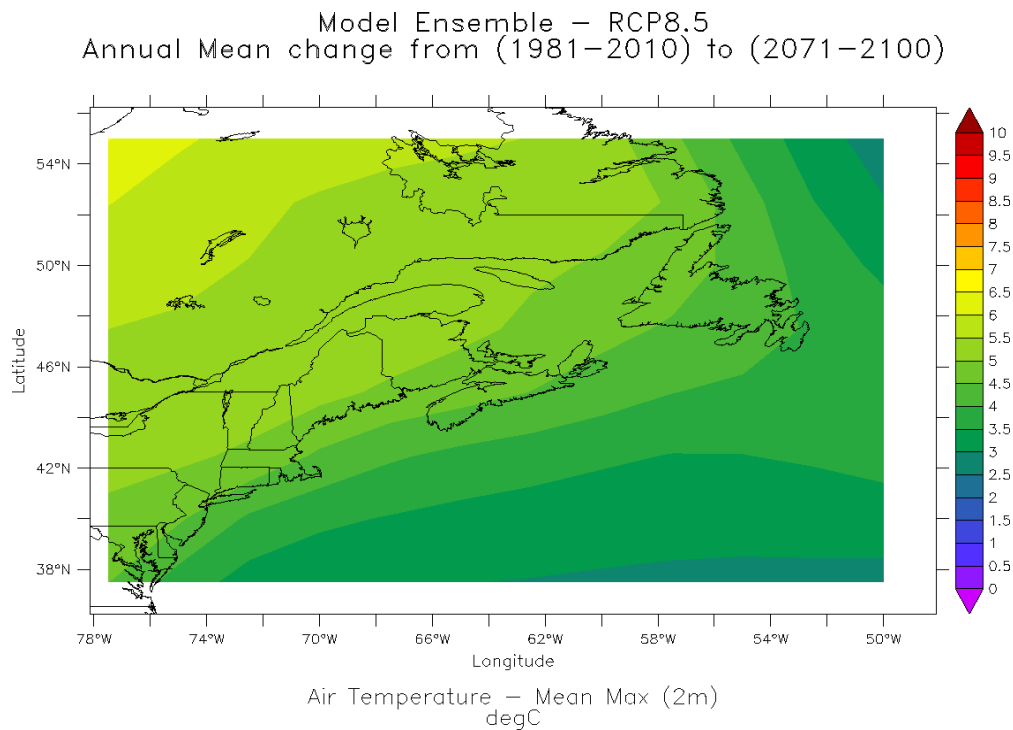 Model Ensemble – RCP8.5
Annual Mean change from (1981–2010) to (2071–2100)
54°N
50°N
46°N
42°N
38°N
Latitude
78°W
74°W
70°W
66°W
62°W
58°W
54°W
50°W
Longitude
10
9.5
9
8.5
8
7.5
7
6.5
6
5.5
5
4.5
4
3.5
3
2.5
2
1.5
1
0.5
0
Air Temperature – Mean Max (2m)
degC